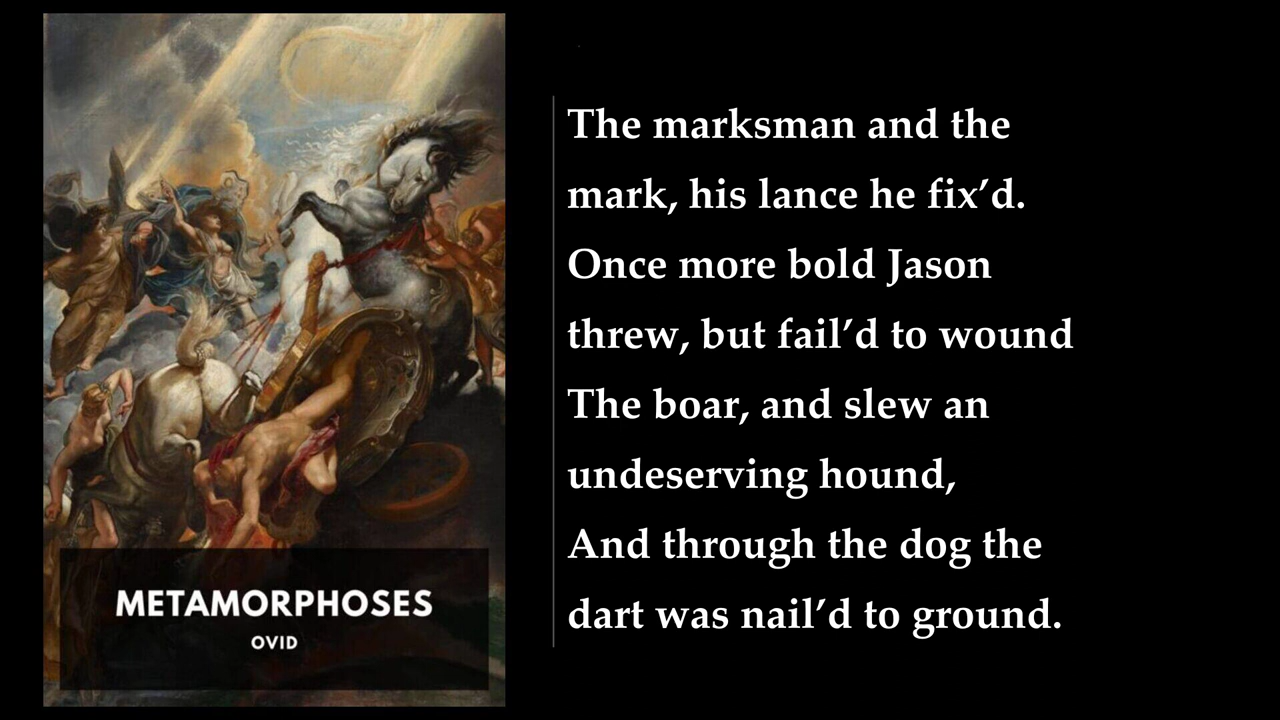 METAMORPHOSES
OVID
The marksman and the
mark, his lance he fix’d.
Once more bold Jason
threw, but fail’d to wound
The boar, and slew an
undeserving hound,
And through the dog the
dart was nail’d to ground.